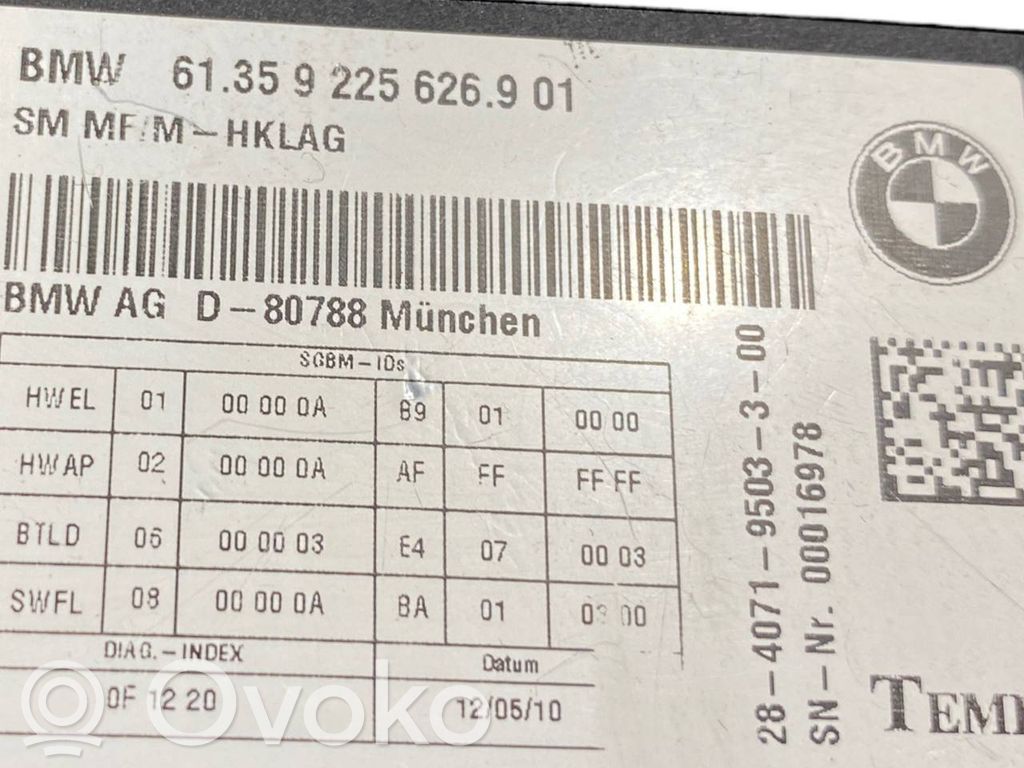 BMW 61.35 9 225 626.9 01
SM MF/M-HKLAG
BMW
BMW AG D-80788 München
SGBM-IDs
HWEL 01 00 00 0A B9 01 00 00
HWAP 02 00 00 0A AF FF FF FF
BTLD 06 00 00 03 E4 07 00 03
SWFL 08 00 00 0A BA 01 03 00
DIAG.-INDEX Datum
0F 12 20 12/05/10
28-4071-9503-3-00
SN-Nr. 00016978
Ovoko